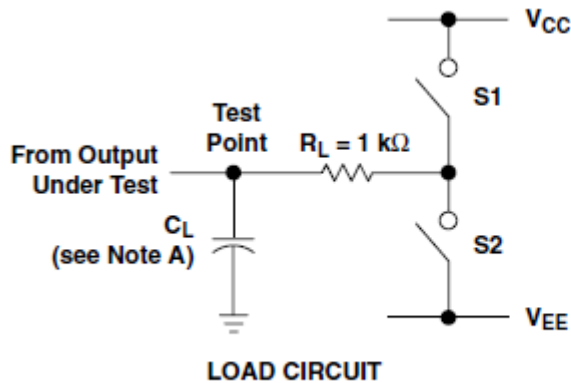 VCC
S1
Test
Point
RL = 1 kΩ
From Output
Under Test
CL
(see Note A)
S2
VEE
LOAD CIRCUIT